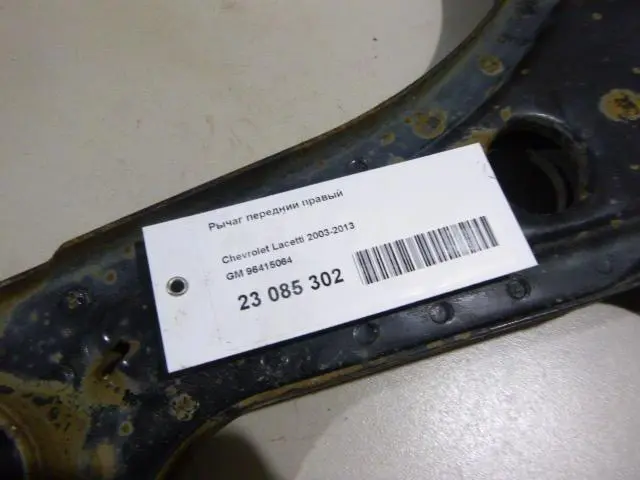 Рычаг передний правый
Chevrolet Lacetti 2003-2013
GM 96415064
23 085 302